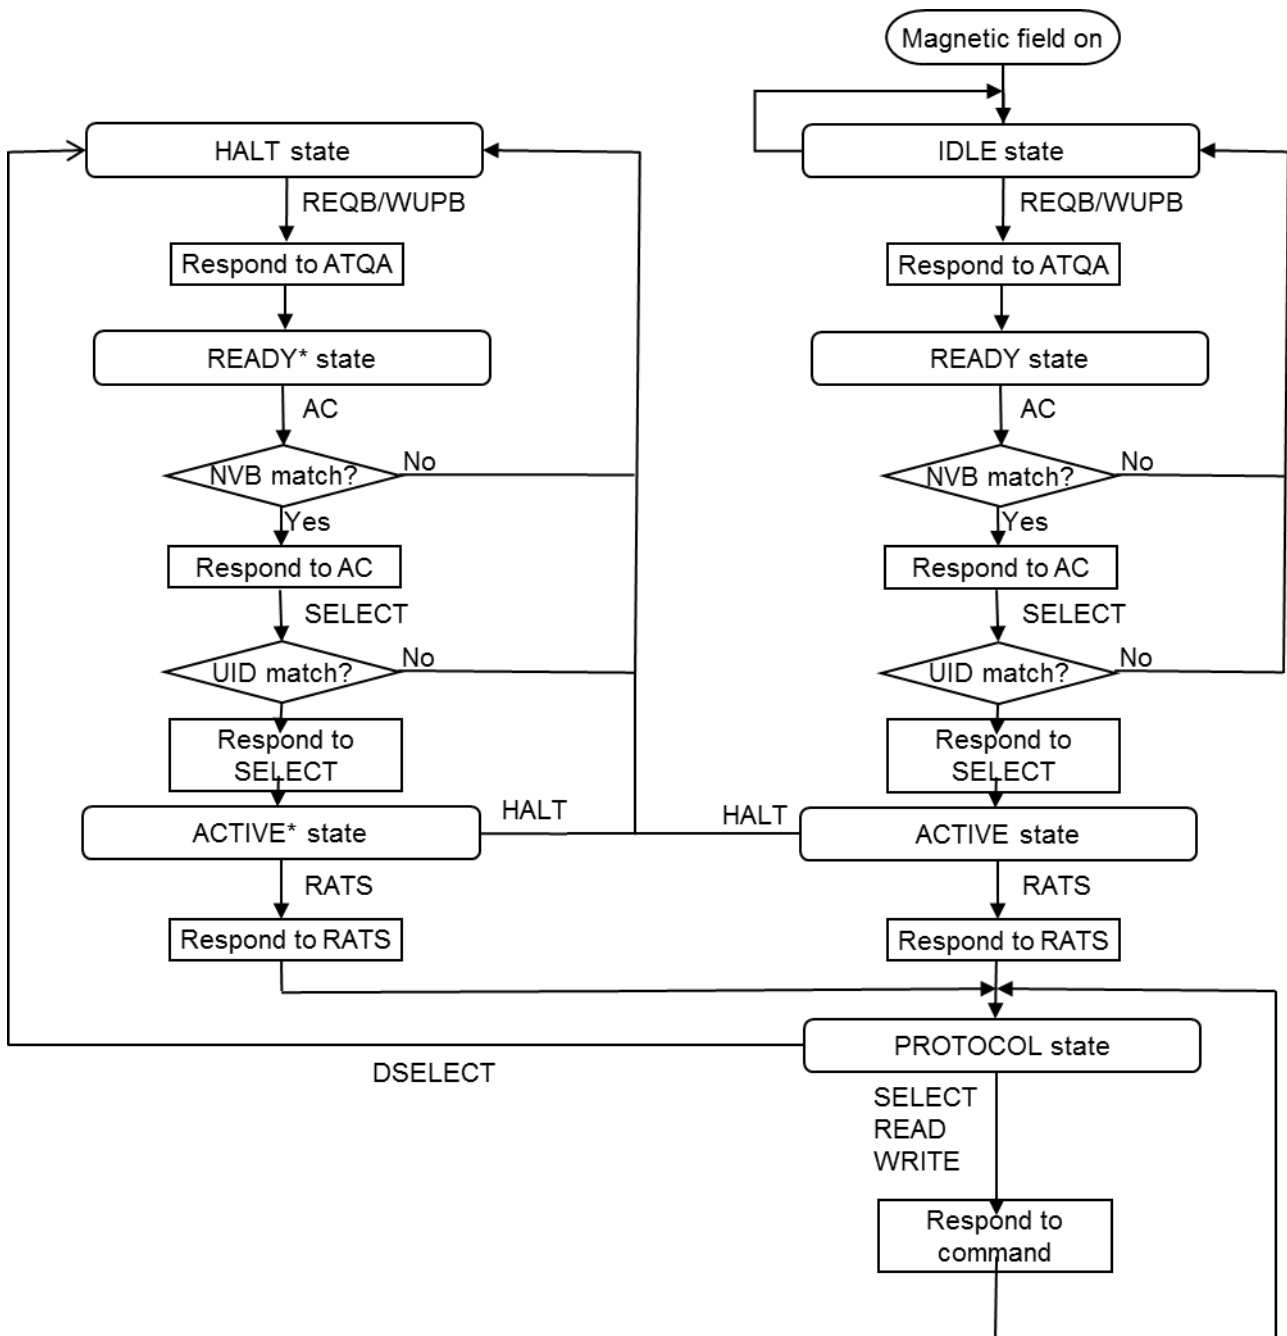 Magnetic field on
HALT state
IDLE state
REQB/WUPB
REQB/WUPB
Respond to ATQA
Respond to ATQA
READY* state
READY state
AC
AC
NVB match?
No
NVB match?
No
Yes
Yes
Respond to AC
Respond to AC
SELECT
SELECT
UID match?
No
UID match?
No
Respond to
SELECT
Respond to
SELECT
ACTIVE* state
HALT
HALT
ACTIVE state
RATS
RATS
Respond to RATS
Respond to RATS
PROTOCOL state
DSELECT
SELECT
READ
WRITE
Respond to
command